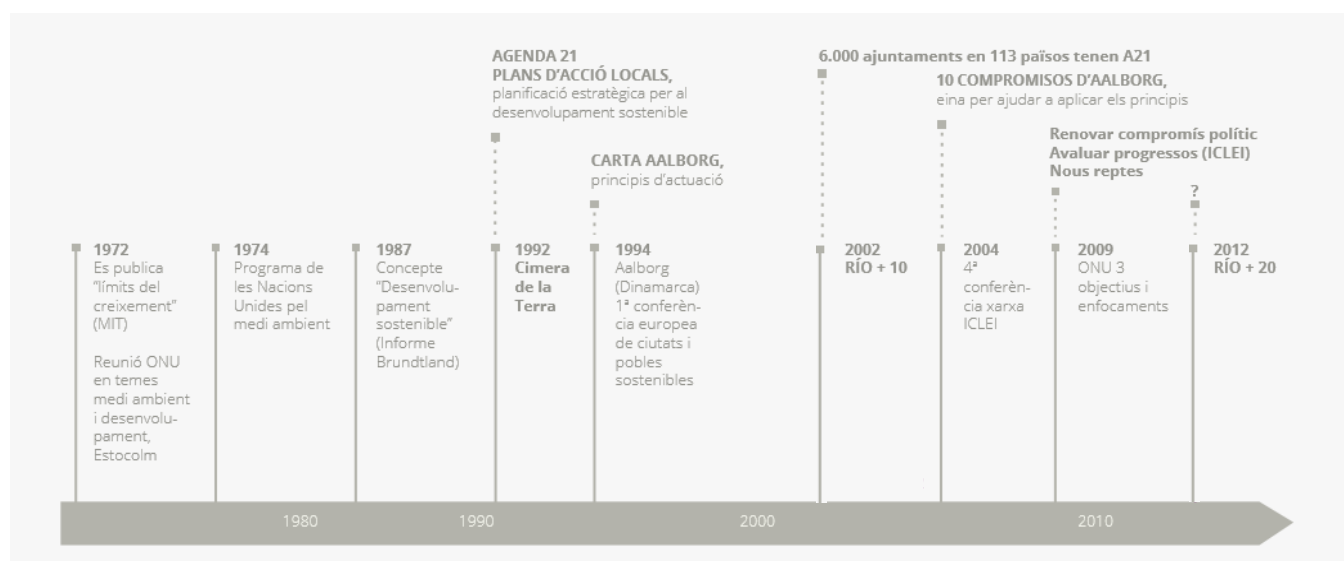 AGENDA 21
PLANS D'ACCIÓ LOCALS,
planificació estratègica per al
desenvolupament sostenible
CARTA AALBORG,
principis d'actuació
6.000 ajuntaments en 113 països tenen A21
10 COMPROMISOS D'AALBORG,
eina per ajudar a aplicar els principis
Renovar compromís polític
Avaluar progressos (ICLEI)
Nous reptes
?
1972
Es publica
"límits del
creixement"
(MIT)
Reunió ONU
en temes
medi ambient
i desenvolu-
pament,
Estocolm
1974
Programa de
les Nacions
Unides pel
medi ambient
1987
Concepte
"Desenvolu-
pament
sostenible"
(Informe
Brundtland)
1992
Cimera
de la
Terra
1994
Aalborg
(Dinamarca)
1ª conferèn-
cia europea
de ciutats i
pobles
sostenibles
2002
RÍO + 10
2004
4ª
conferèn-
cia xarxa
ICLEI
2009
ONU 3
objectius i
enfocaments
2012
RÍO + 20
1980
1990
2000
2010